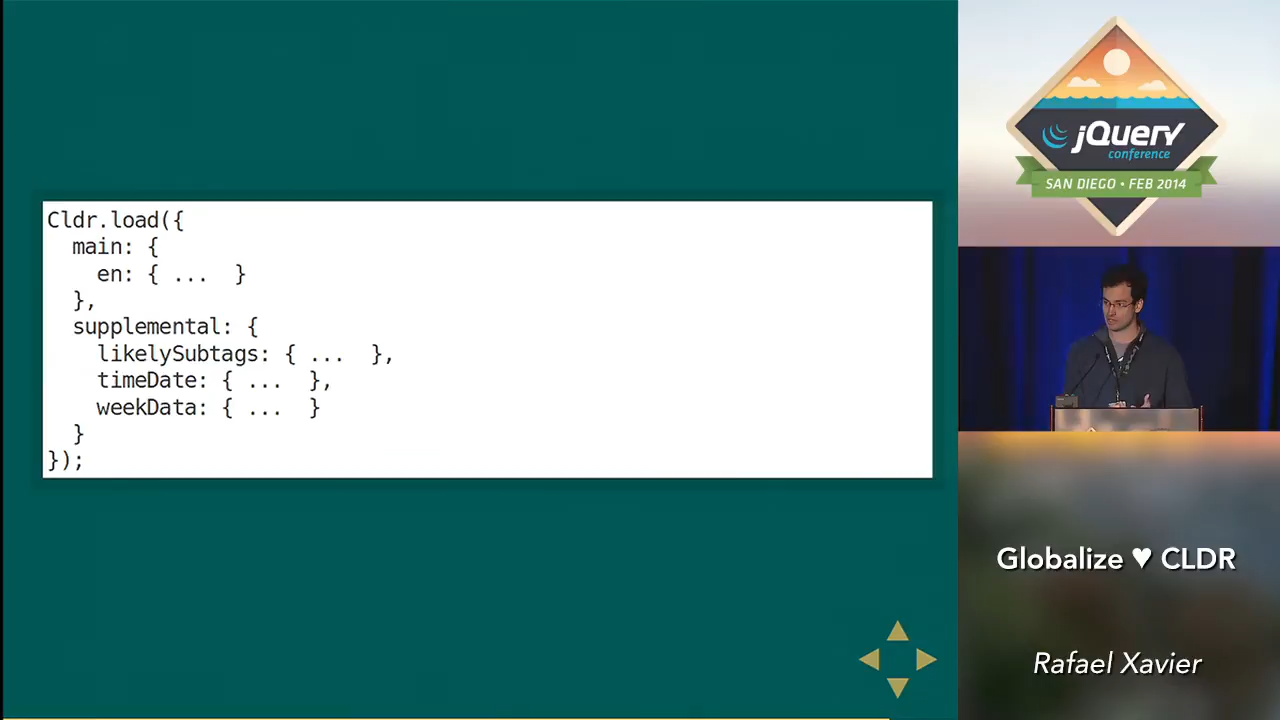 Cldr.load({
  main: {
    en: { ...  }
  },
  supplemental: {
    likelySubtags: { ...  },
    timeDate: { ...  },
    weekData: { ...  }
  }
});
jQuery
conference
SAN DIEGO • FEB 2014
Globalize ♥ CLDR
Rafael Xavier